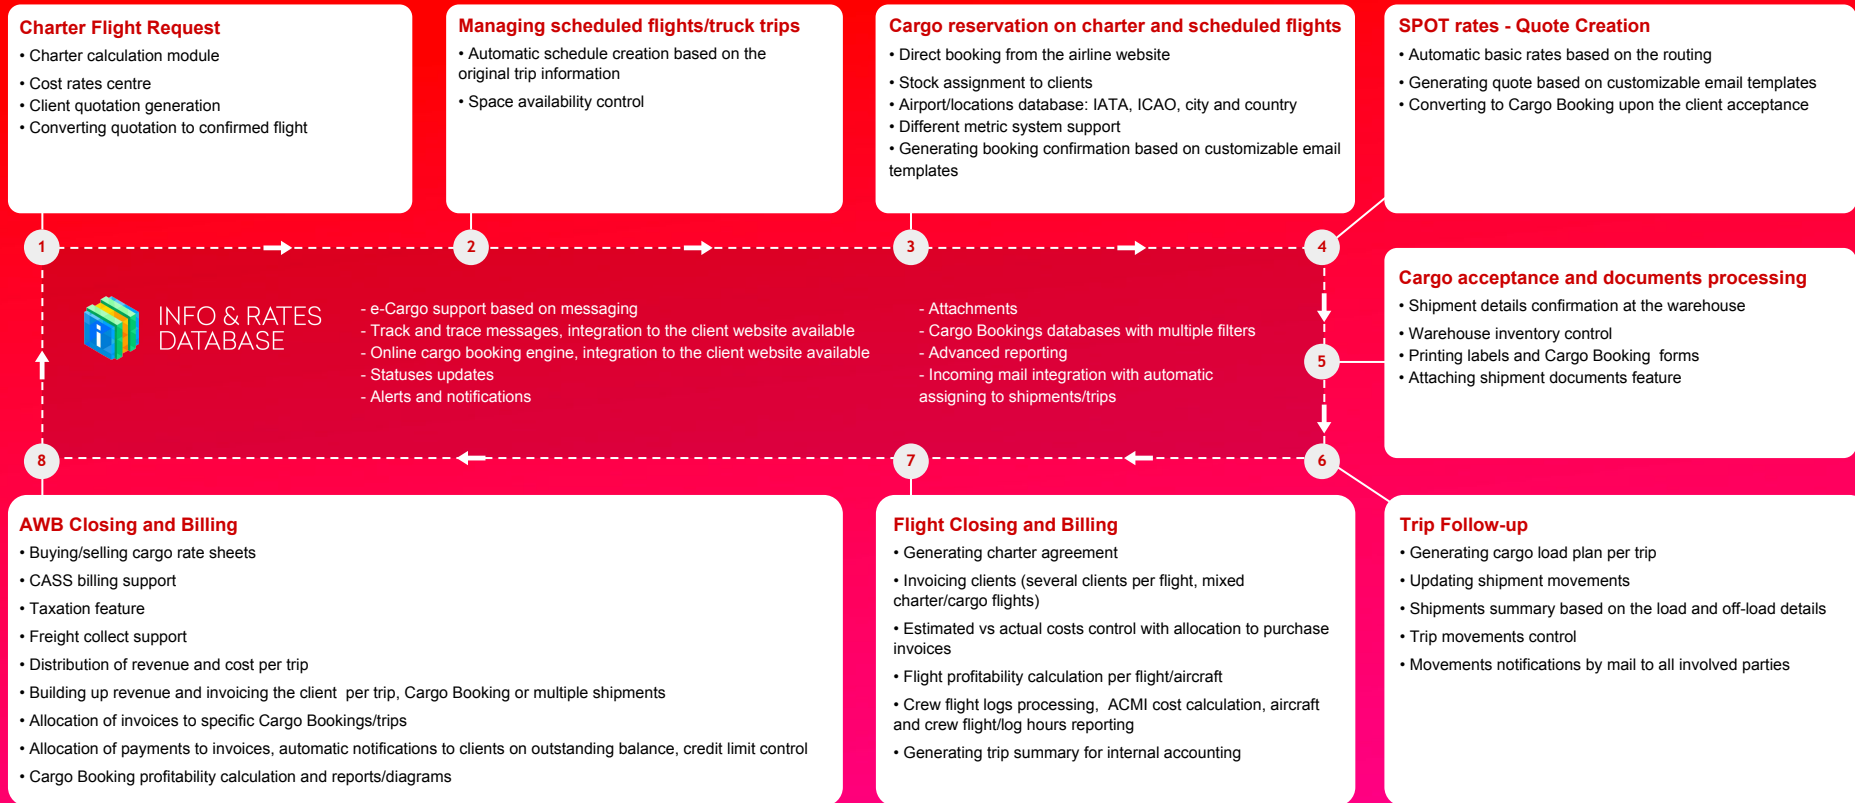 Charter Flight Request
• Charter calculation module
• Cost rates centre
• Client quotation generation
• Converting quotation to confirmed flight
Managing scheduled flights/truck trips
• Automatic schedule creation based on the
original trip information
• Space availability control
Cargo reservation on charter and scheduled flights
• Direct booking from the airline website
• Stock assignment to clients
• Airport/locations database: IATA, ICAO, city and country
• Different metric system support
• Generating booking confirmation based on customizable email
templates
SPOT rates - Quote Creation
• Automatic basic rates based on the routing
• Generating quote based on customizable email templates
• Converting to Cargo Booking upon the client acceptance
1
2
3
4
INFO & RATES
DATABASE
- e-Cargo support based on messaging
- Track and trace messages, integration to the client website available
- Online cargo booking engine, integration to the client website available
- Statuses updates
- Alerts and notifications
- Attachments
- Cargo Bookings databases with multiple filters
- Advanced reporting
- Incoming mail integration with automatic
assigning to shipments/trips
5
Cargo acceptance and documents processing
• Shipment details confirmation at the warehouse
• Warehouse inventory control
• Printing labels and Cargo Booking  forms
• Attaching shipment documents feature
8
7
6
AWB Closing and Billing
• Buying/selling cargo rate sheets
• CASS billing support
• Taxation feature
• Freight collect support
• Distribution of revenue and cost per trip
• Building up revenue and invoicing the client  per trip, Cargo Booking or multiple shipments
• Allocation of invoices to specific Cargo Bookings/trips
• Allocation of payments to invoices, automatic notifications to clients on outstanding balance, credit limit control
• Cargo Booking profitability calculation and reports/diagrams
Flight Closing and Billing
• Generating charter agreement
• Invoicing clients (several clients per flight, mixed
charter/cargo flights)
• Estimated vs actual costs control with allocation to purchase
invoices
• Flight profitability calculation per flight/aircraft
• Crew flight logs processing,  ACMI cost calculation, aircraft
and crew flight/log hours reporting
• Generating trip summary for internal accounting
Trip Follow-up
• Generating cargo load plan per trip
• Updating shipment movements
• Shipments summary based on the load and off-load details
• Trip movements control
• Movements notifications by mail to all involved parties